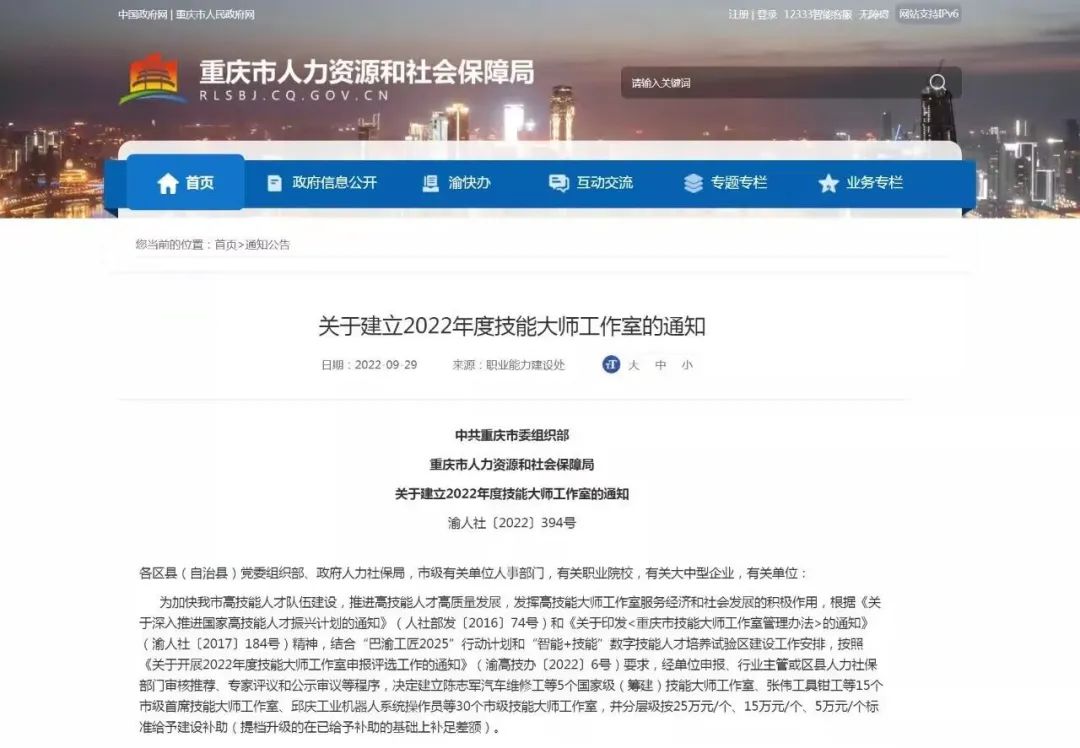 中国政府网 | 重庆市人民政府网
注册 | 登录 12333智能客服 无障碍 网站支持IPv6
重庆市人力资源和社会保障局
RLSBJ.CQ.GOV.CN
请输入关键词
首页 政府信息公开 渝快办 互动交流 专题专栏 业务专栏
您当前的位置：首页>通知公告
关于建立2022年度技能大师工作室的通知
日期：2022-09-29 来源：职业能力建设处 大 中 小
中共重庆市委组织部
重庆市人力资源和社会保障局
关于建立2022年度技能大师工作室的通知
渝人社〔2022〕394号
各区县（自治县）党委组织部、政府人力社保局，市级有关单位人事部门，有关职业院校，有关大中型企业，有关单位：
为加快我市高技能人才队伍建设，推进高技能人才高质量发展，发挥高技能大师工作室服务经济和社会发展的积极作用，根据《关
于深入推进国家高技能人才振兴计划的通知》（人社部发〔2016〕74号）和《关于印发<重庆市技能大师工作室管理办法>的通知》
（渝人社〔2017〕184号）精神，结合“巴渝工匠2025”行动计划和“智能+技能”数字技能人才培养试验区建设工作安排，按照
《关于开展2022年度技能大师工作室申报评选工作的通知》（渝高技办〔2022〕6号）要求，经单位申报、行业主管或区县人力社保
部门审核推荐、专家评议和公示审议等程序，决定建立陈志军汽车维修工等5个国家级（筹建）技能大师工作室、张伟工具钳工等15个
市级首席技能大师工作室、邱庆工业机器人系统操作员等30个市级技能大师工作室，并分层级按25万元/个、15万元/个、5万元/个标
准给予建设补助（提档升级的在已给予补助的基础上补足差额）。